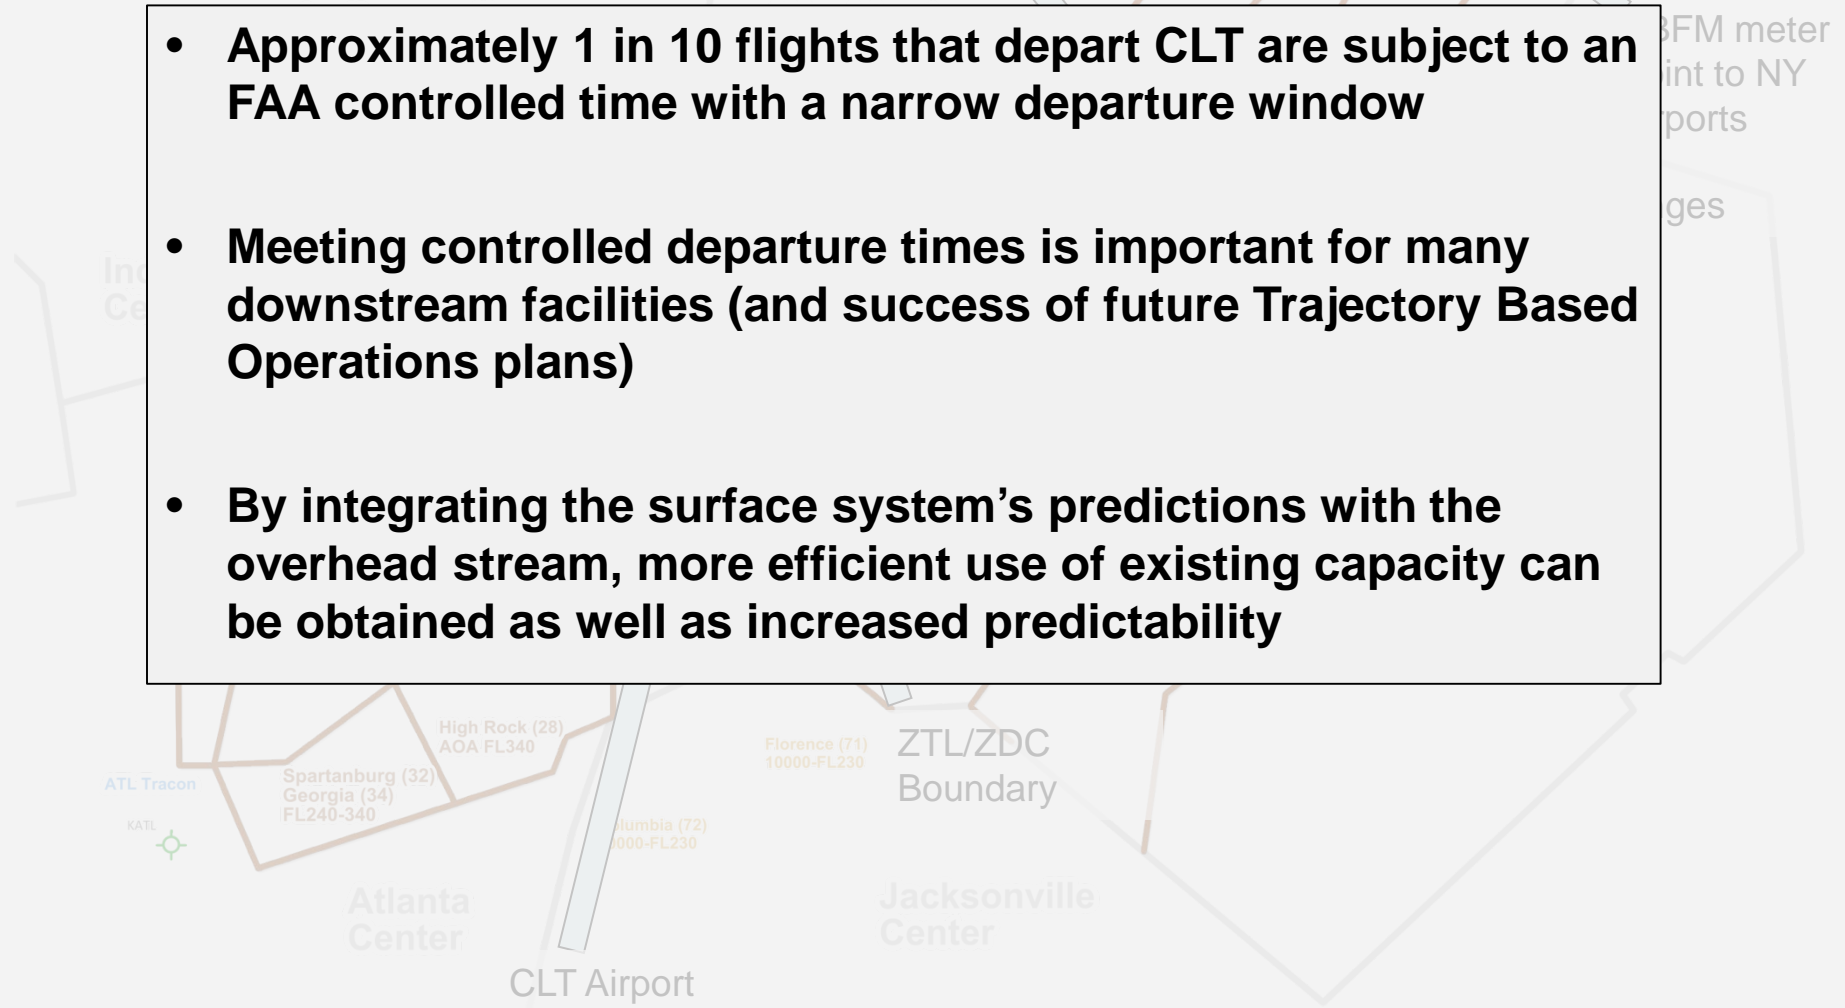 • Approximately 1 in 10 flights that depart CLT are subject to an
FAA controlled time with a narrow departure window
• Meeting controlled departure times is important for many
downstream facilities (and success of future Trajectory Based
Operations plans)
• By integrating the surface system’s predictions with the
overhead stream, more efficient use of existing capacity can
be obtained as well as increased predictability
meter
to NY
High Rock (28)
AOA FL340
Florence (71)
10000-FL230
ZTL/ZDC
Boundary
ATL Tracon
Spartanburg (32)
Georgia (34)
FL240-340
KATL
(72)
Atlanta
Center
Jacksonville
Center
CLT Airport